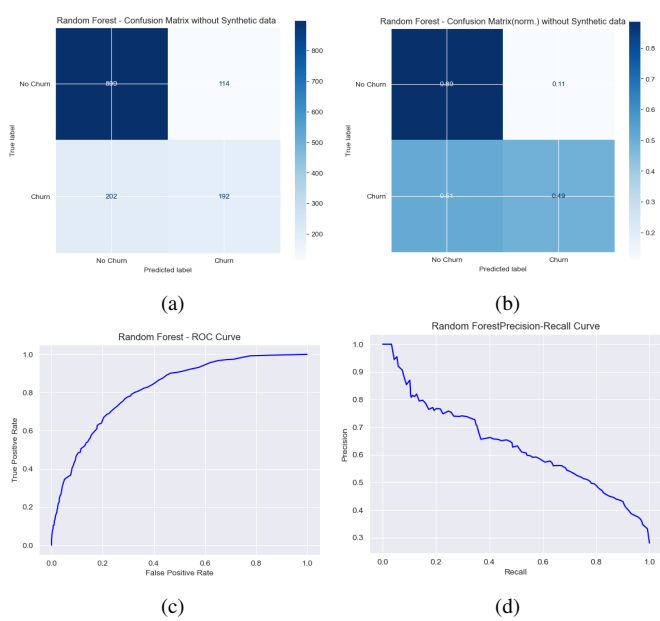 Random Forest - Confusion Matrix without Synthetic data
No Churn
Churn
True label
899
114
202
192
No Churn
Churn
Predicted label
800
700
600
500
400
300
200
(a)
Random Forest - Confusion Matrix(norm.) without Synthetic data
No Churn
Churn
True label
0.89
0.11
0.51
0.49
No Churn
Churn
Predicted label
0.8
0.7
0.6
0.5
0.4
0.3
0.2
(b)
Random Forest - ROC Curve
True Positive Rate
1.0
0.8
0.6
0.4
0.2
0.0
0.0 0.2 0.4 0.6 0.8 1.0
False Positive Rate
(c)
Random ForestPrecision-Recall Curve
Precision
1.0
0.9
0.8
0.7
0.6
0.5
0.4
0.3
0.0 0.2 0.4 0.6 0.8 1.0
Recall
(d)